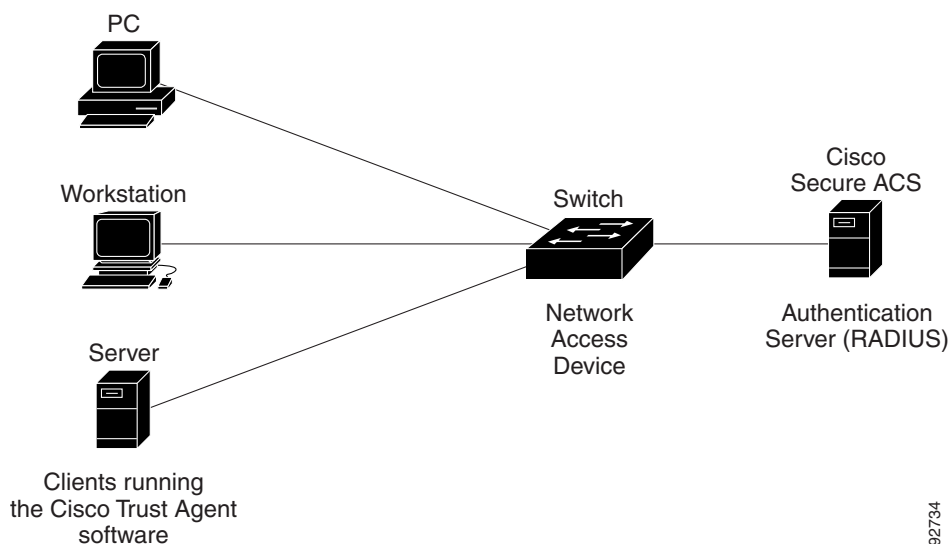 PC
Workstation
Server
Clients running
the Cisco Trust Agent
software
Switch
Network
Access
Device
Cisco
Secure ACS
Authentication
Server (RADIUS)
92734